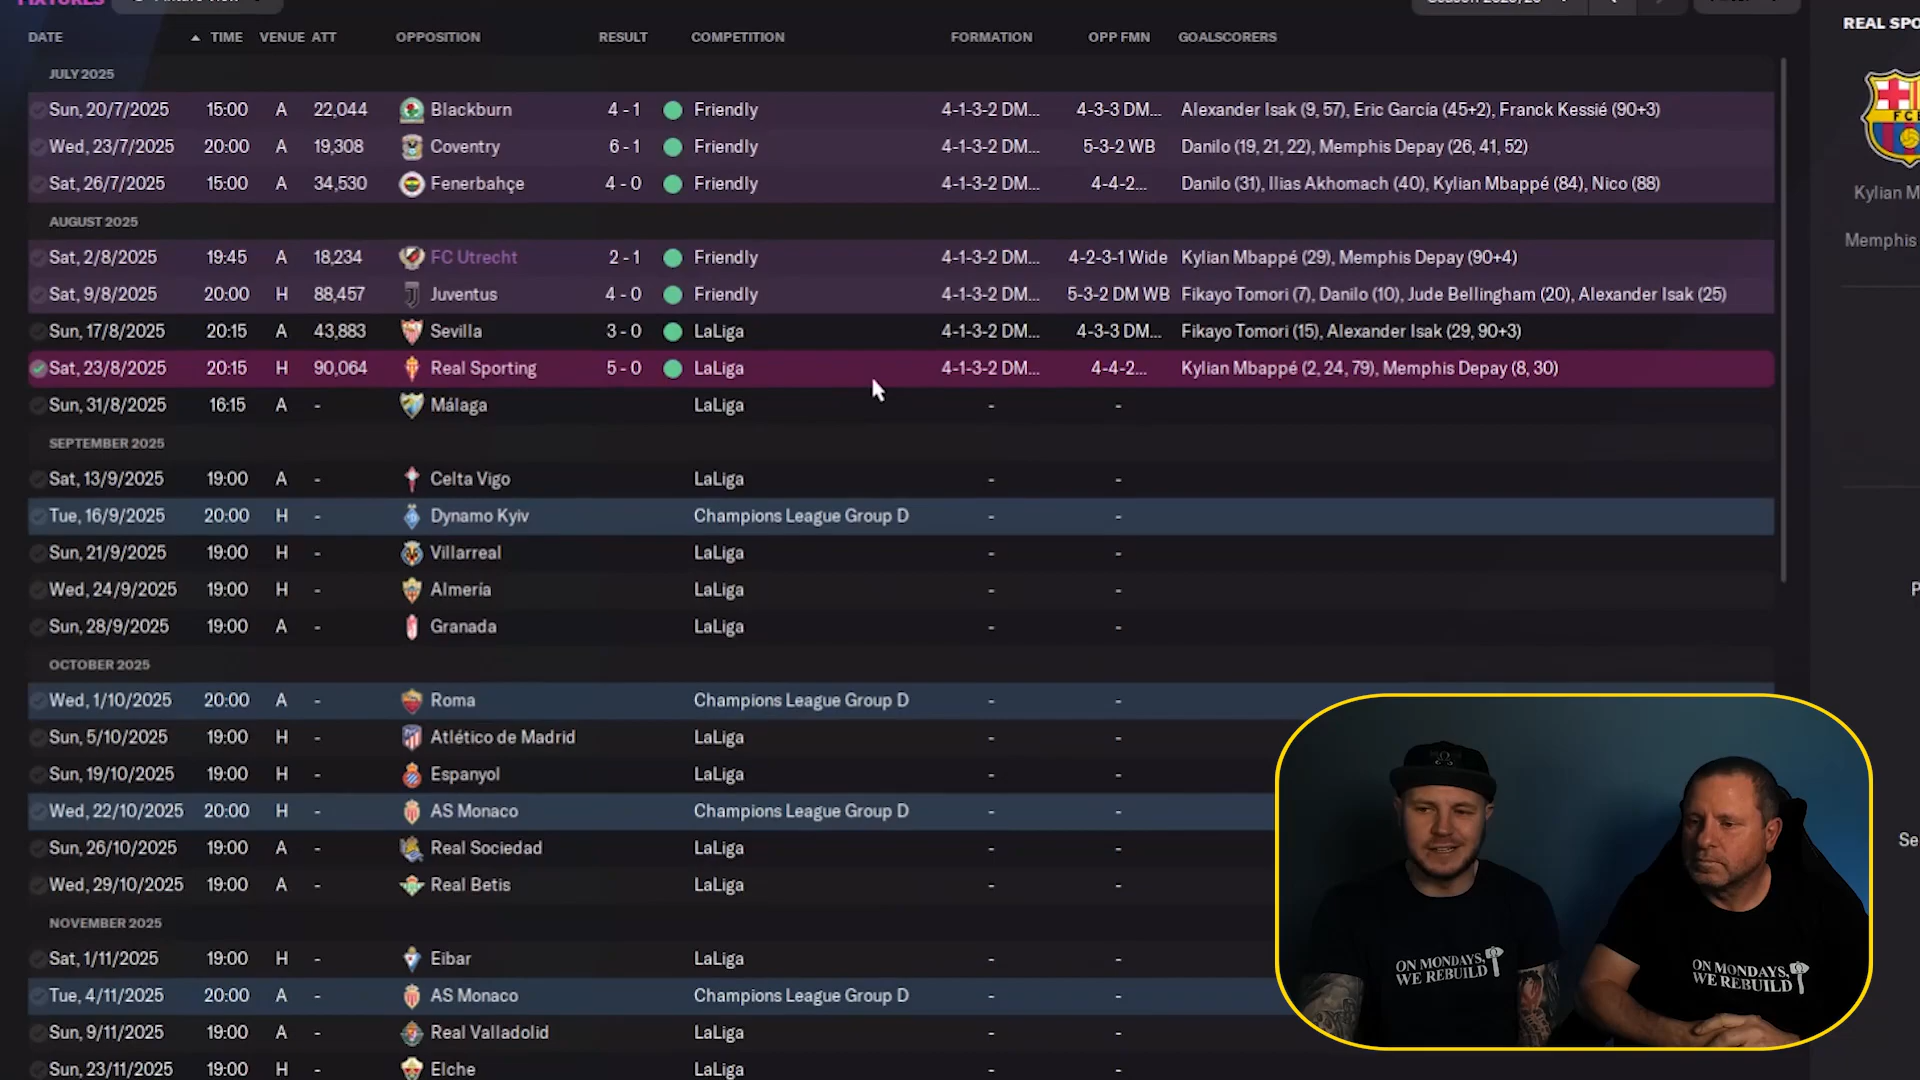 FIXTURES
DATE TIME VENUE ATT OPPOSITION RESULT COMPETITION FORMATION OPP FMN GOALSCORERS
REAL SPO
JULY 2025
Sun, 20/7/2025 15:00 A 22,044 Blackburn 4 - 1 Friendly 4-1-3-2 DM... 4-3-3 DM... Alexander Isak (9, 57), Eric García (45+2), Franck Kessié (90+3)
Wed, 23/7/2025 20:00 A 19,308 Coventry 6 - 1 Friendly 4-1-3-2 DM... 5-3-2 WB Danilo (19, 21, 22), Memphis Depay (26, 41, 52)
Sat, 26/7/2025 15:00 A 34,530 Fenerbahçe 4 - 0 Friendly 4-1-3-2 DM... 4-4-2... Danilo (31), Ilias Akhomach (40), Kylian Mbappé (84), Nico (88)
Kylian M
AUGUST 2025
Memphis
Sat, 2/8/2025 19:45 A 18,234 FC Utrecht 2 - 1 Friendly 4-1-3-2 DM... 4-2-3-1 Wide Kylian Mbappé (29), Memphis Depay (90+4)
Sat, 9/8/2025 20:00 H 88,457 Juventus 4 - 0 Friendly 4-1-3-2 DM... 5-3-2 DM WB Fikayo Tomori (7), Danilo (10), Jude Bellingham (20), Alexander Isak (25)
Sun, 17/8/2025 20:15 A 43,883 Sevilla 3 - 0 LaLiga 4-1-3-2 DM... 4-3-3 DM... Fikayo Tomori (15), Alexander Isak (29, 90+3)
Sat, 23/8/2025 20:15 H 90,064 Real Sporting 5 - 0 LaLiga 4-1-3-2 DM... 4-4-2... Kylian Mbappé (2, 24, 79), Memphis Depay (8, 30)
Sun, 31/8/2025 16:15 A - Málaga LaLiga - -
SEPTEMBER 2025
Sat, 13/9/2025 19:00 A - Celta Vigo LaLiga - -
Tue, 16/9/2025 20:00 H - Dynamo Kyiv Champions League Group D - -
Sun, 21/9/2025 19:00 H - Villarreal LaLiga - -
Wed, 24/9/2025 19:00 H - Almería LaLiga - -
P
Sun, 28/9/2025 19:00 A - Granada LaLiga - -
OCTOBER 2025
Wed, 1/10/2025 20:00 A - Roma Champions League Group D - -
Sun, 5/10/2025 19:00 H - Atlético de Madrid LaLiga - -
Sun, 19/10/2025 19:00 H - Espanyol LaLiga - -
Wed, 22/10/2025 20:00 H - AS Monaco Champions League Group D - -
Se
Sun, 26/10/2025 19:00 A - Real Sociedad LaLiga - -
Wed, 29/10/2025 19:00 A - Real Betis LaLiga - -
NOVEMBER 2025
Sat, 1/11/2025 19:00 H - Eibar LaLiga - -
Tue, 4/11/2025 20:00 A - AS Monaco Champions League Group D - -
Sun, 9/11/2025 19:00 A - Real Valladolid LaLiga - -
Sun, 23/11/2025 19:00 H - Elche LaLiga - -
ON MONDAYS,
WE REBUILD
ON MONDAYS,
WE REBUILD